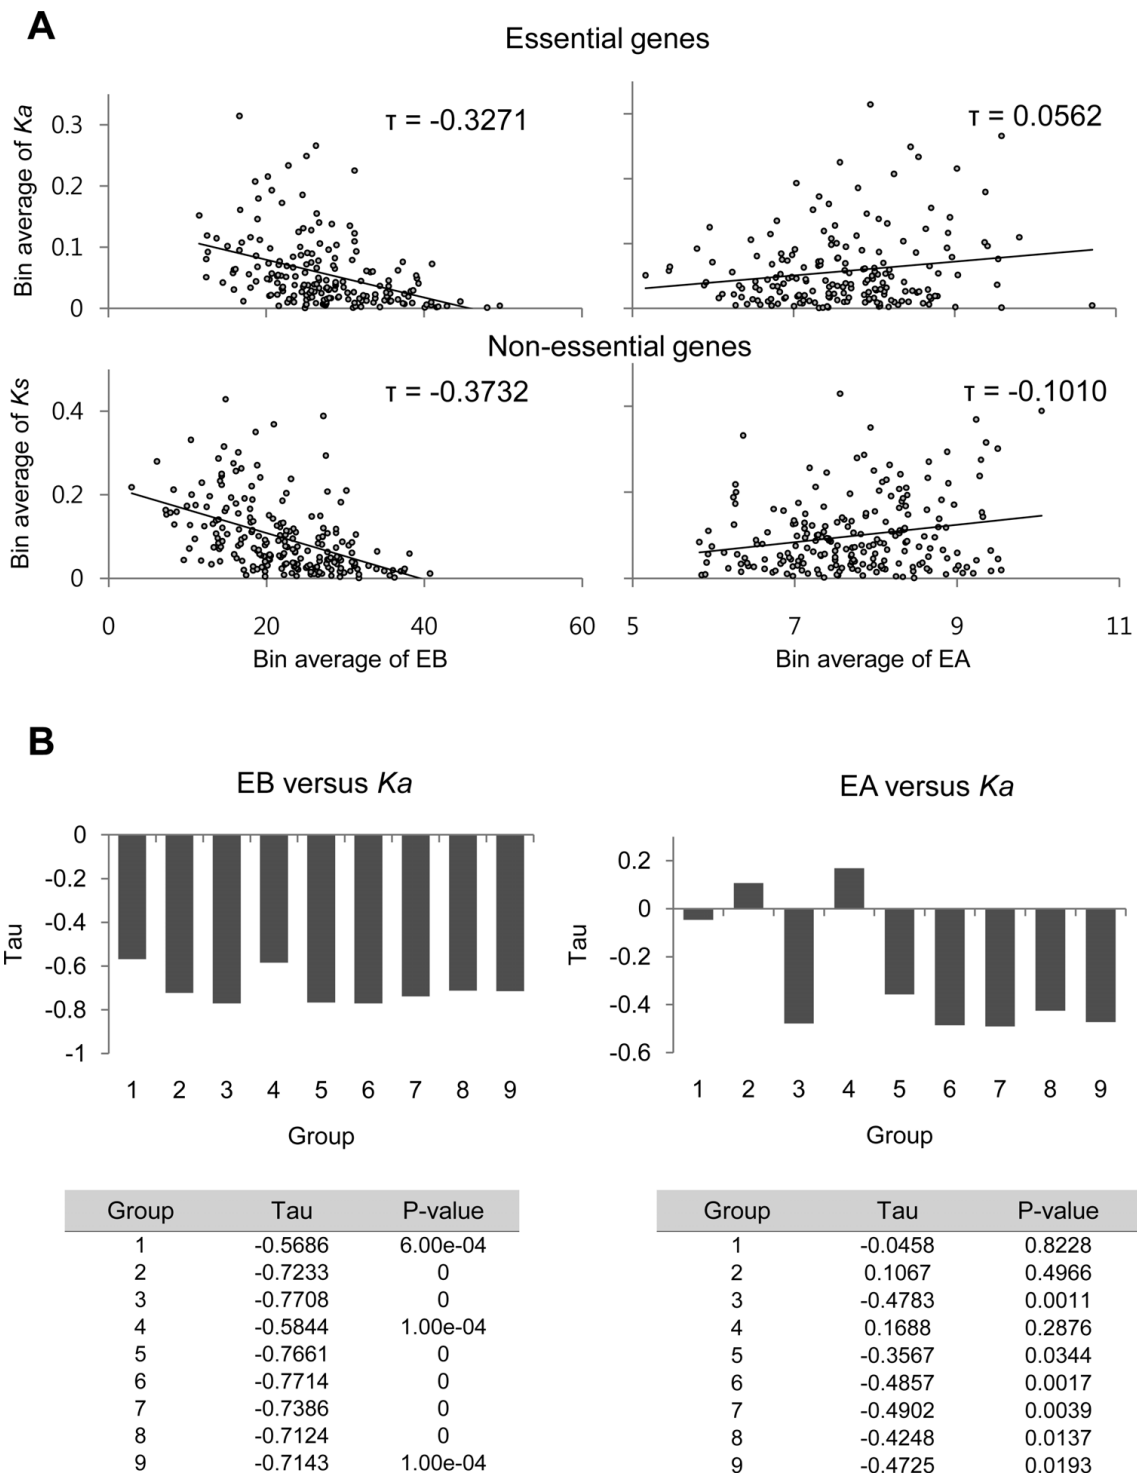 A
Essential genes
Bin average of Ka
0.3
0.2
0.1
0
τ = -0.3271
τ = 0.0562
Non-essential genes
Bin average of Ks
0.4
0.2
0
τ = -0.3732
τ = -0.1010
0 20 40 60
5 7 9 11
Bin average of EB
Bin average of EA
B
EB versus Ka
Tau
0
-0.2
-0.4
-0.6
-0.8
-1
1 2 3 4 5 6 7 8 9
Group
EA versus Ka
Tau
0.2
0
-0.2
-0.4
-0.6
1 2 3 4 5 6 7 8 9
Group
Group Tau P-value
1 -0.5686 6.00e-04
2 -0.7233 0
3 -0.7708 0
4 -0.5844 1.00e-04
5 -0.7661 0
6 -0.7714 0
7 -0.7386 0
8 -0.7124 0
9 -0.7143 1.00e-04
Group Tau P-value
1 -0.0458 0.8228
2 0.1067 0.4966
3 -0.4783 0.0011
4 0.1688 0.2876
5 -0.3567 0.0344
6 -0.4857 0.0017
7 -0.4902 0.0039
8 -0.4248 0.0137
9 -0.4725 0.0193